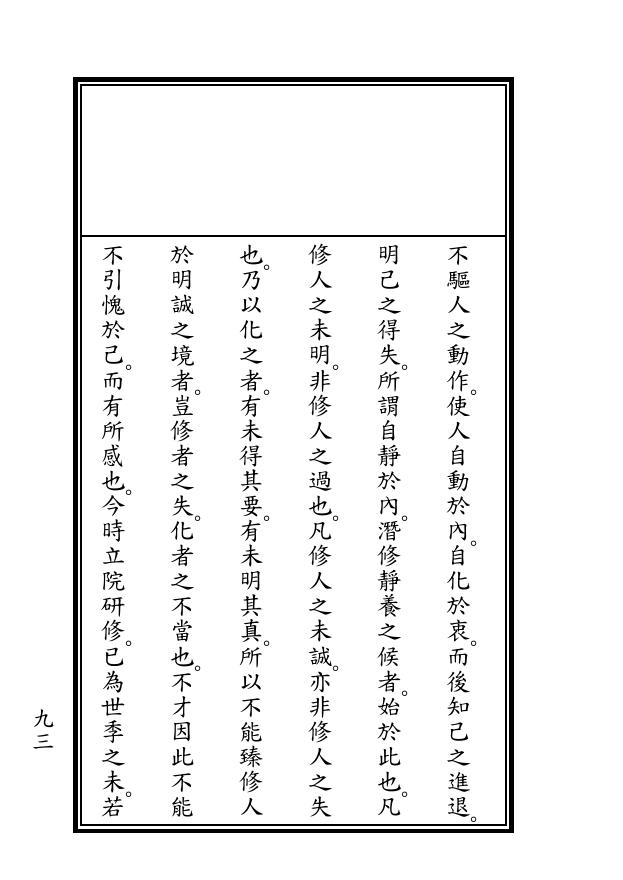 不驅人之動作。使人自動於內。自化於衷。而後知己之進退。
明己之得失。所謂自靜於內。潛修靜養之候者。始於此也。凡
修人之未明。非修人之過也。凡修人之未誠。亦非修人之失
也。乃以化之者。有未得其要。有未明其真。所以不能臻修人
於明誠之境者。豈修者之失。化者之不當也。不才因此不能
不引愧於己。而有所感也。今時立院研修。已為世季之未。若
九三